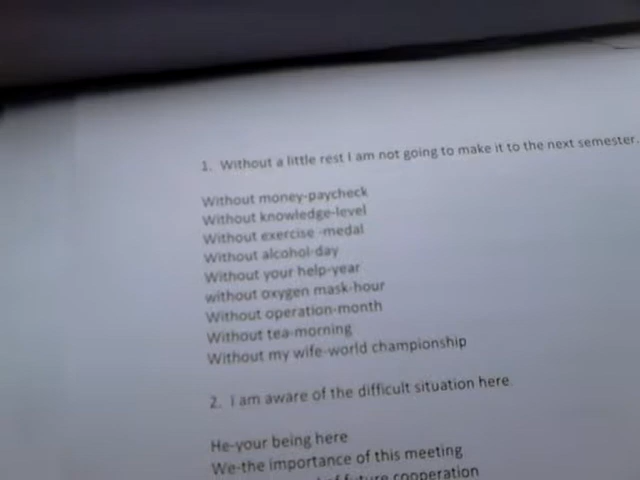 1. Without a little rest I am not going to make it to the next semester.
Without money-paycheck
Without knowledge-level
Without exercise -medal
Without alcohol-day
Without your help-year
without oxygen mask-hour
Without operation-month
Without tea-morning
Without my wife-world championship
2. I am aware of the difficult situation here.
He-your being here
We-the importance of this meeting
of future cooperation